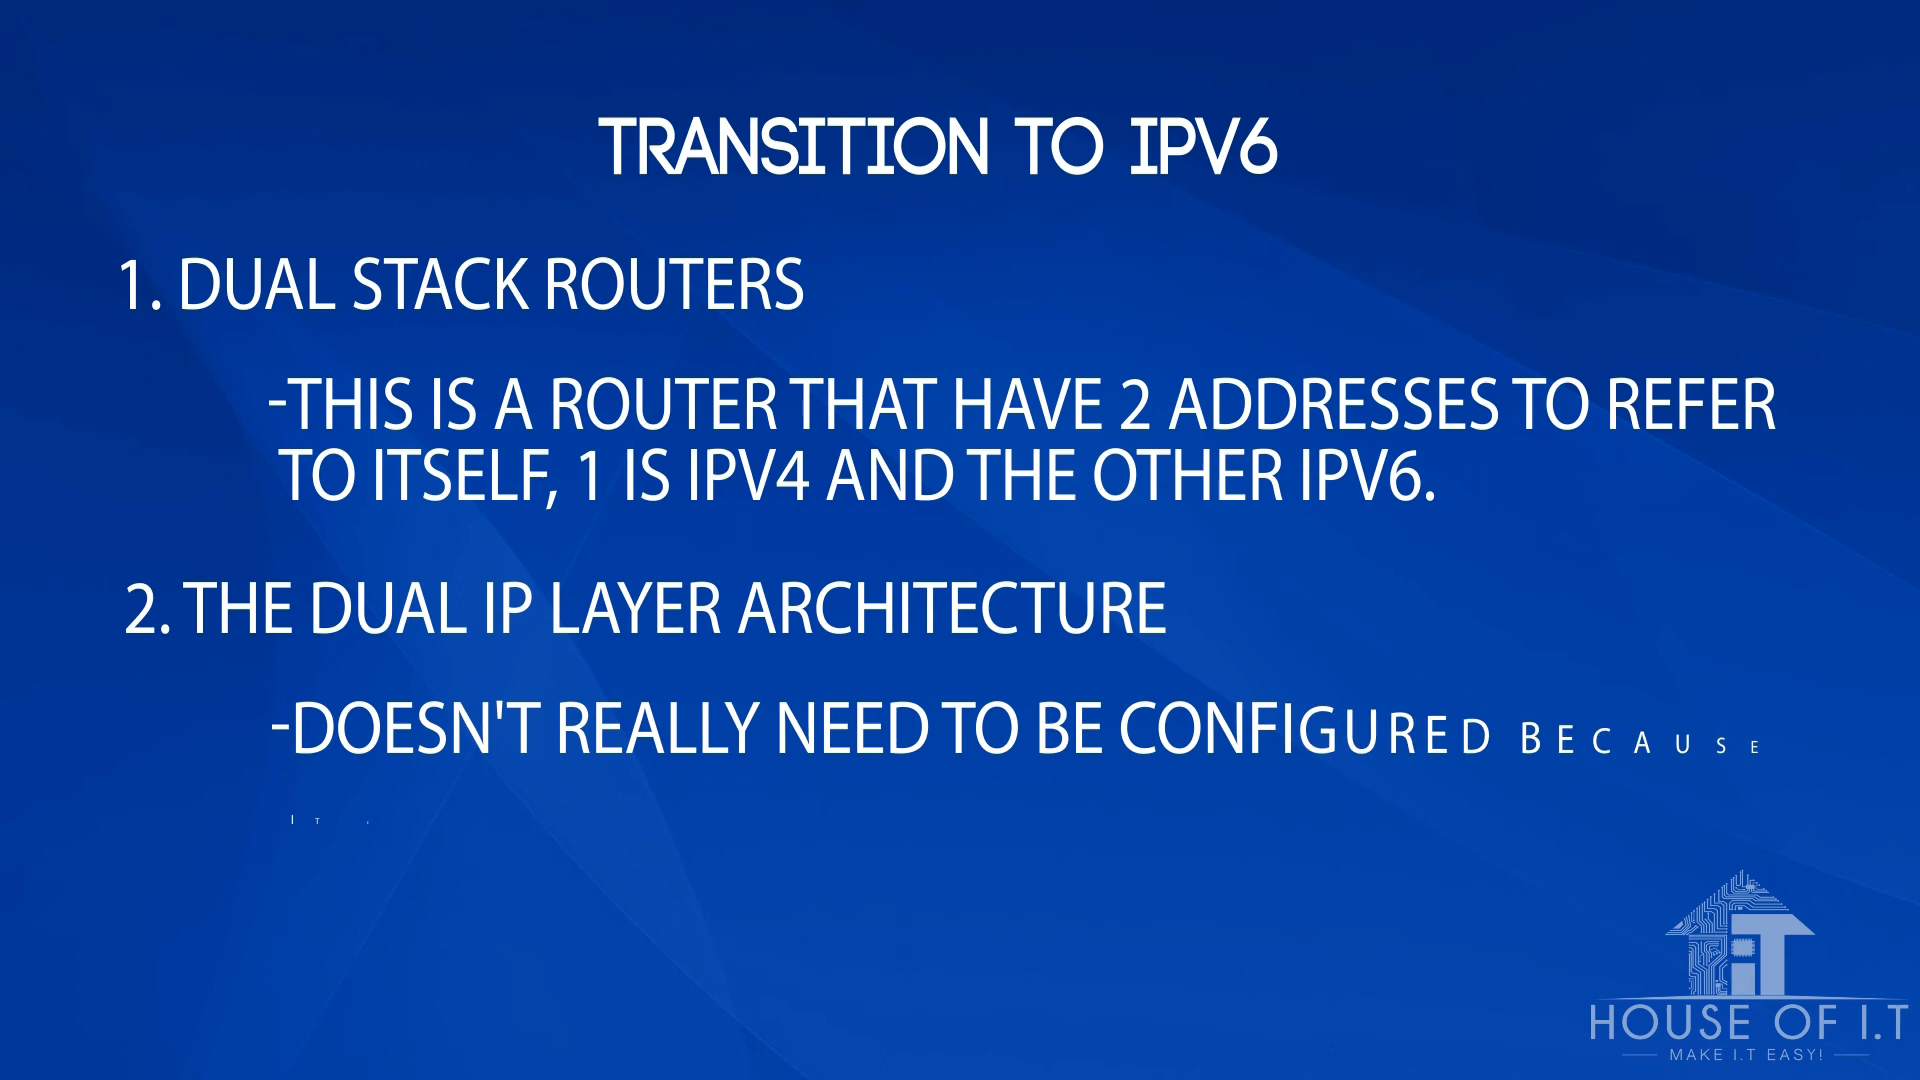 TRANSITION TO IPV6
1. DUAL STACK ROUTERS
-THIS IS A ROUTER THAT HAVE 2 ADDRESSES TO REFER
TO ITSELF, 1 IS IPV4 AND THE OTHER IPV6.
2. THE DUAL IP LAYER ARCHITECTURE
-DOESN'T REALLY NEED TO BE CONFIGURED BECAUSE
IT
iT
HOUSE OF I.T
MAKE I.T EASY!